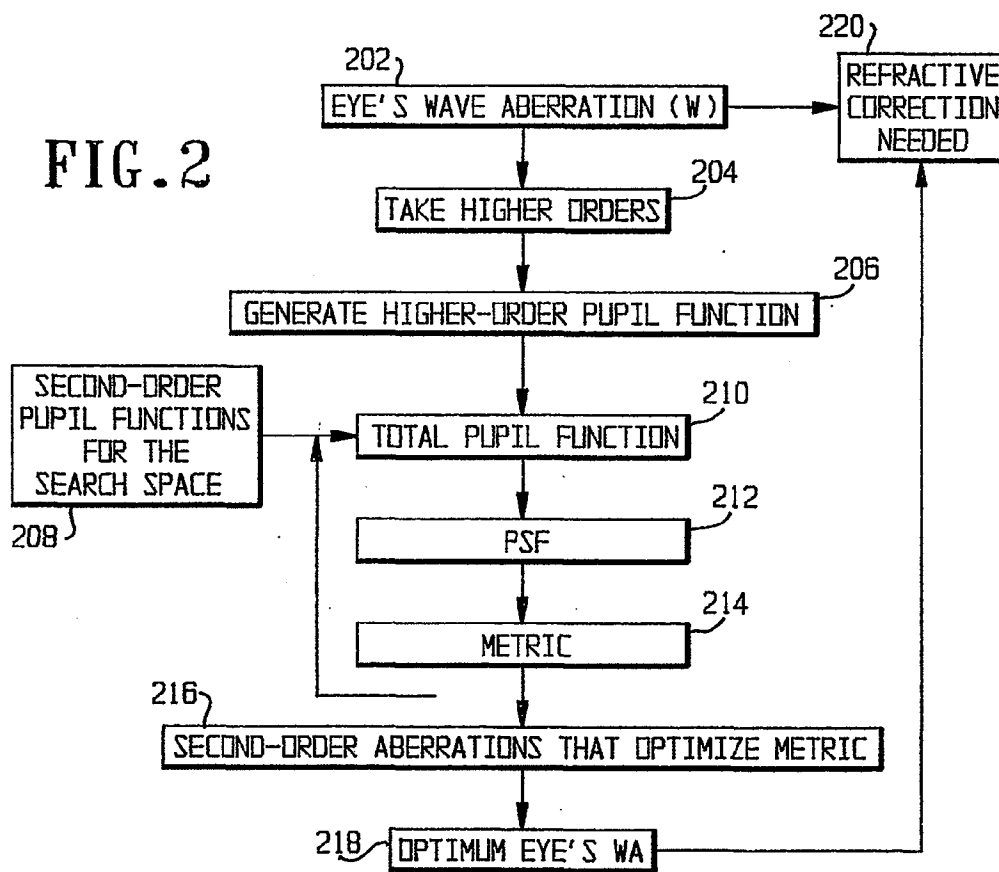 220
202
REFRACTIVE
CORRECTION
NEEDED
EYE'S WAVE ABERRATION (W)
FIG.2
204
TAKE HIGHER ORDERS
206
GENERATE HIGHER-ORDER PUPIL FUNCTION
SECOND-ORDER
PUPIL FUNCTIONS
FOR THE
SEARCH SPACE
208
210
TOTAL PUPIL FUNCTION
212
PSF
214
METRIC
216
SECOND-ORDER ABERRATIONS THAT OPTIMIZE METRIC
218
OPTIMUM EYE'S WA